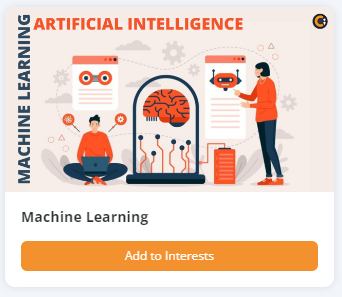 MACHINE LEARNING
ARTIFICIAL INTELLIGENCE
Machine Learning
Add to Interests